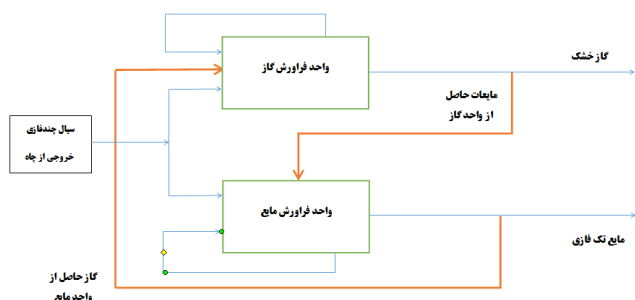 واحد فراورش گاز
گاز خشک
مایعات حاصل
از واحد گاز
سیال چندفازی
خروجی از چاه
واحد فراورش مایع
مایع تک فازی
گاز حاصل از
واحد مایع